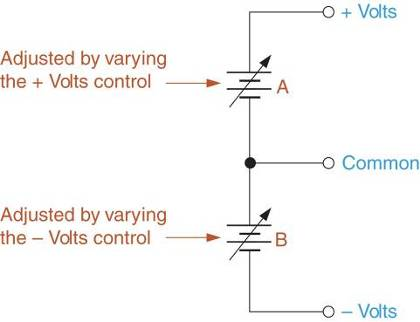 + Volts
Adjusted by varying
the + Volts control
A
Common
Adjusted by varying
the – Volts control
B
– Volts